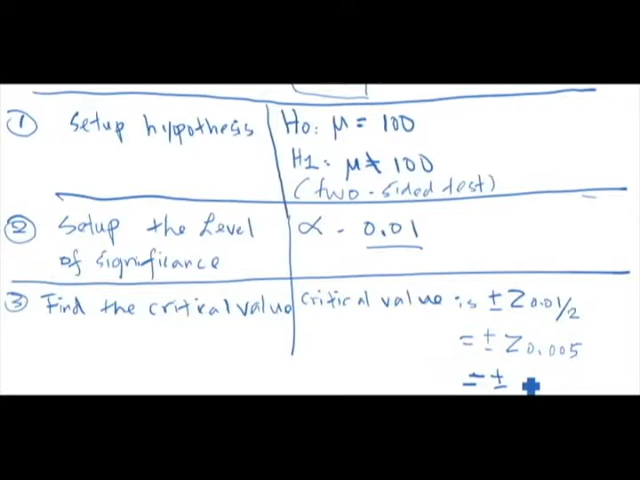 ① Setup hypothesis H0: μ = 100
H1: μ ≠ 100
(two-sided test)
② Setup the Level α - 0.01
of significance
③ Find the critical value critical value is ± Z0.01/2
= ± Z0.005
= ±